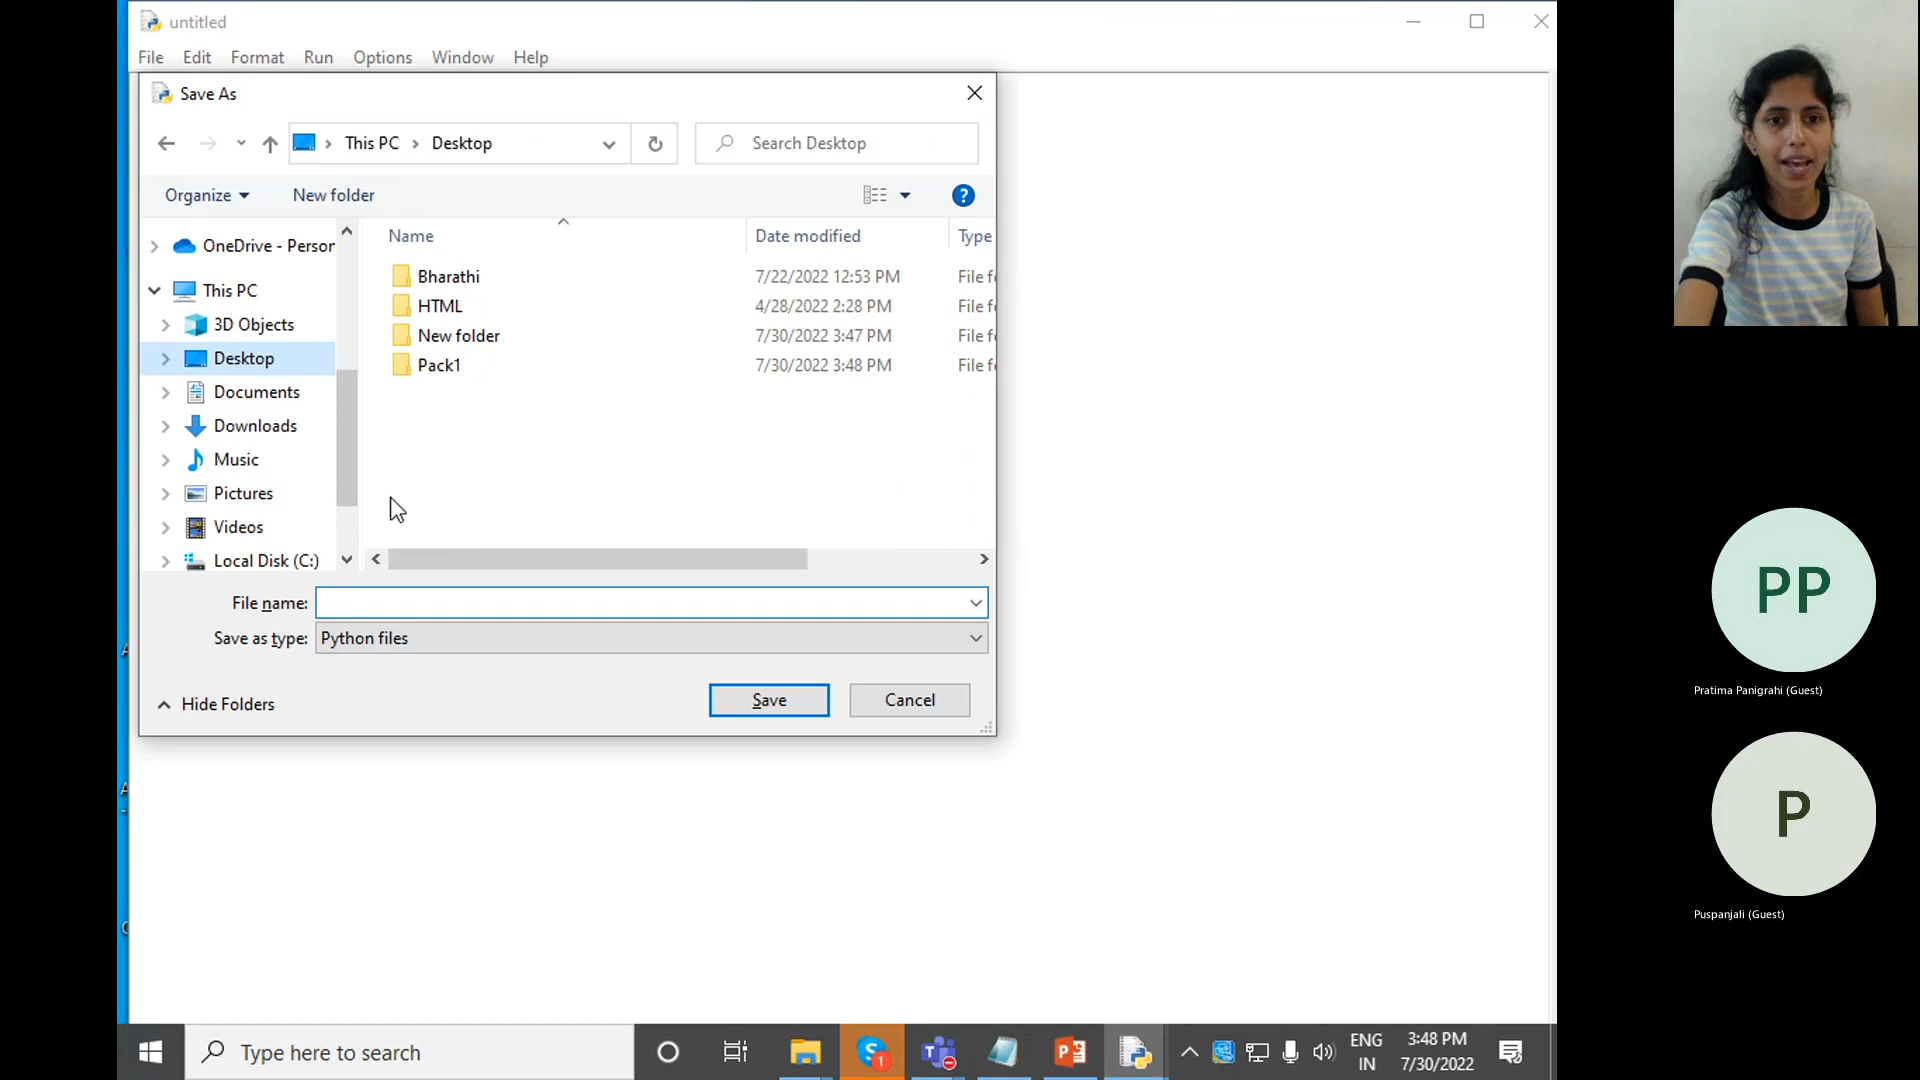 untitled
File Edit Format Run Options Window Help
Save As
This PC Desktop
Search Desktop
Organize New folder
Name Date modified Type
OneDrive - Person
This PC
3D Objects
Desktop
Documents
Downloads
Music
Pictures
Videos
Local Disk (C:)
Bharathi 7/22/2022 12:53 PM File f
HTML 4/28/2022 2:28 PM File f
New folder 7/30/2022 3:47 PM File f
Pack1 7/30/2022 3:48 PM File f
File name:
Save as type: Python files
Hide Folders
Save Cancel
PP
Pratima Panigrahi (Guest)
P
Puspanjali (Guest)
Type here to search
1
ENG
IN
3:48 PM
7/30/2022